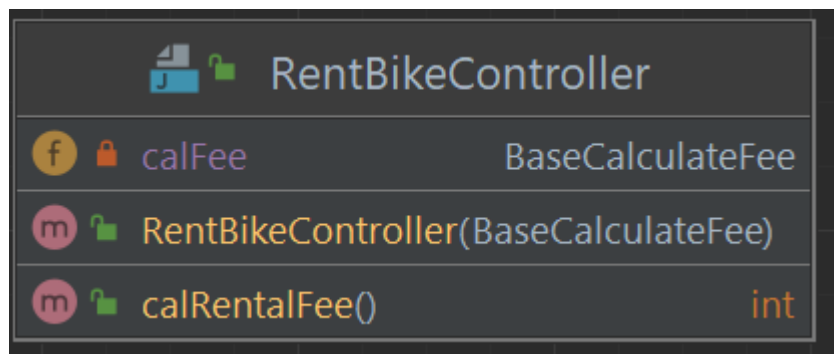 J RentBikeController
f calFee BaseCalculateFee
m RentBikeController(BaseCalculateFee)
m calRentalFee() int